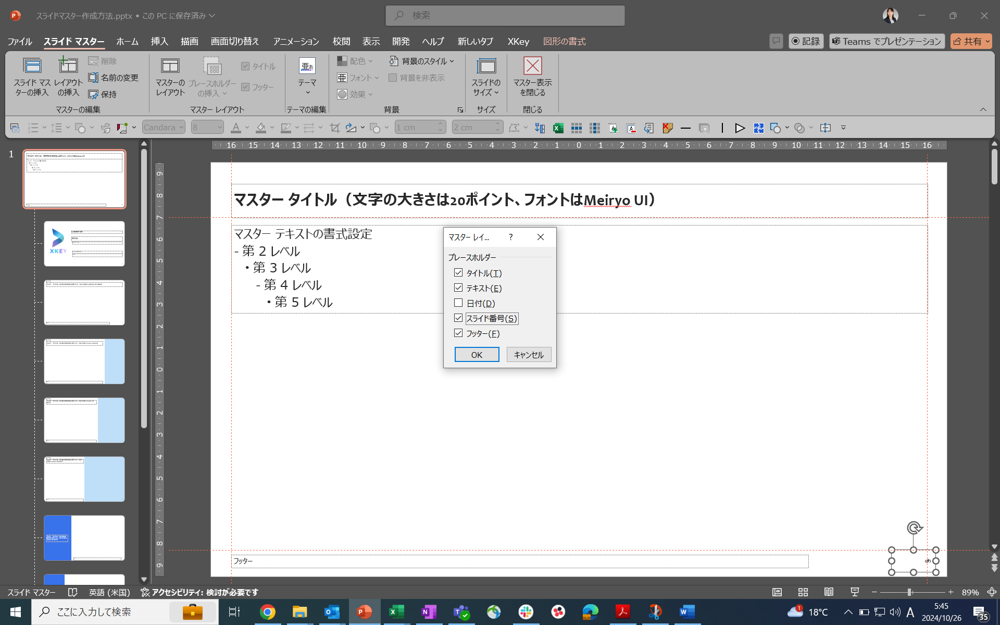 スライドマスター作成方法.pptx • この PC に保存済み
検索
ファイル スライド マスター ホーム 挿入 描画 画面切り替え アニメーション 校閲 表示 開発 ヘルプ 新しいタブ XKey 図形の書式
記録
Teams でプレゼンテーション
共有
スライド マスターの挿入
レイアウトの挿入
削除
名前の変更
保持
マスターの編集
マスターのレイアウト
プレースホルダーの挿入
タイトル
フッター
マスター レイアウト
テーマ
テーマの編集
配色
フォント
効果
背景のスタイル
背景を非表示
背景
スライドのサイズ
サイズ
マスター表示を閉じる
閉じる
Candara
8
1 cm
2 cm
16 15 14 13 12 11 10 9 8 7 6 5 4 3 2 1 0 1 2 3 4 5 6 7 8 9 10 11 12 13 14 15 16
9 8 7 6 5 4 3 2 1 0 1 2 3 4 5 6 7 8 9
1
XKEY
マスター タイトル（文字の大きさは20ポイント、フォントはMeiryo UI）
マスター テキストの書式設定
- 第 2 レベル
• 第 3 レベル
- 第 4 レベル
• 第 5 レベル
マスター レイ...
?
プレースホルダー
タイトル(T)
テキスト(E)
日付(D)
スライド番号(S)
フッター(F)
OK
キャンセル
フッター
‹#›
スライド マスター
英語 (米国)
アクセシビリティ: 検討が必要です
89%
ここに入力して検索
1
18°C
A
5:45
2024/10/26
35